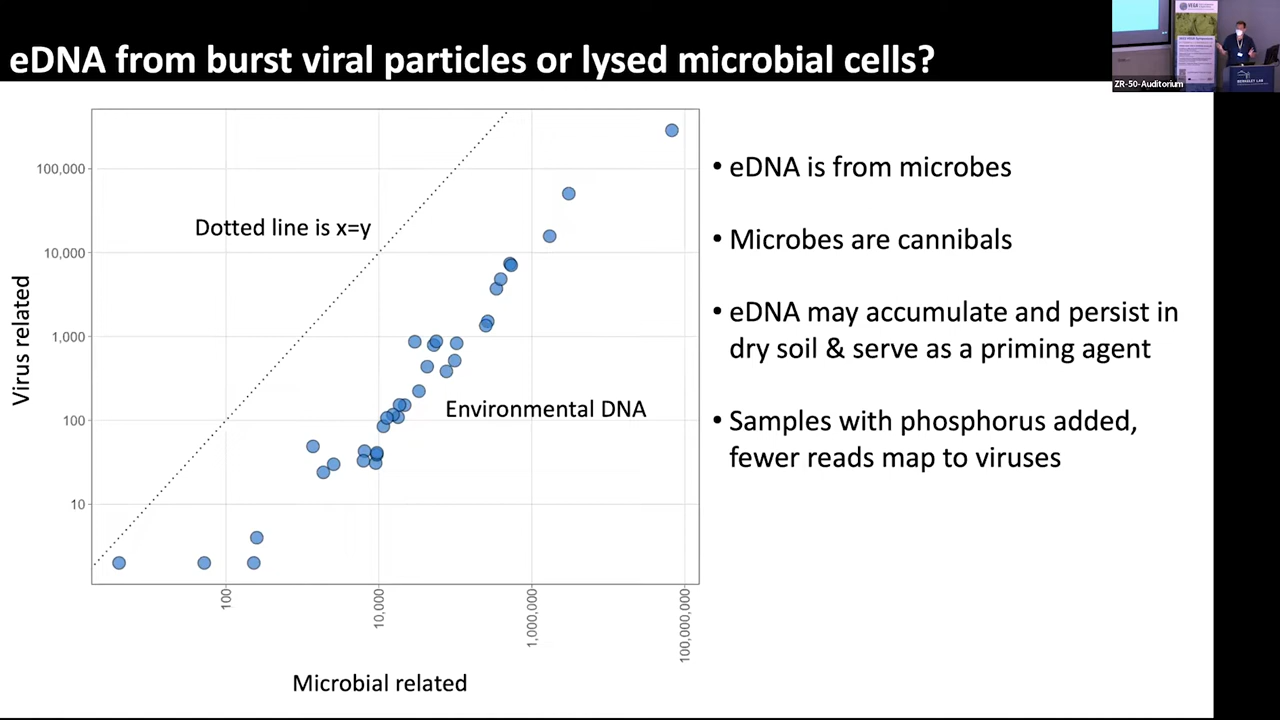 eDNA from burst viral particles or lysed microbial cells?
ZR-50-Auditorium
BERKELEY LAB
100,000
10,000
1,000
100
10
Virus related
Dotted line is x=y
Environmental DNA
100
10,000
1,000,000
100,000,000
Microbial related
• eDNA is from microbes
• Microbes are cannibals
• eDNA may accumulate and persist in
dry soil & serve as a priming agent
• Samples with phosphorus added,
fewer reads map to viruses